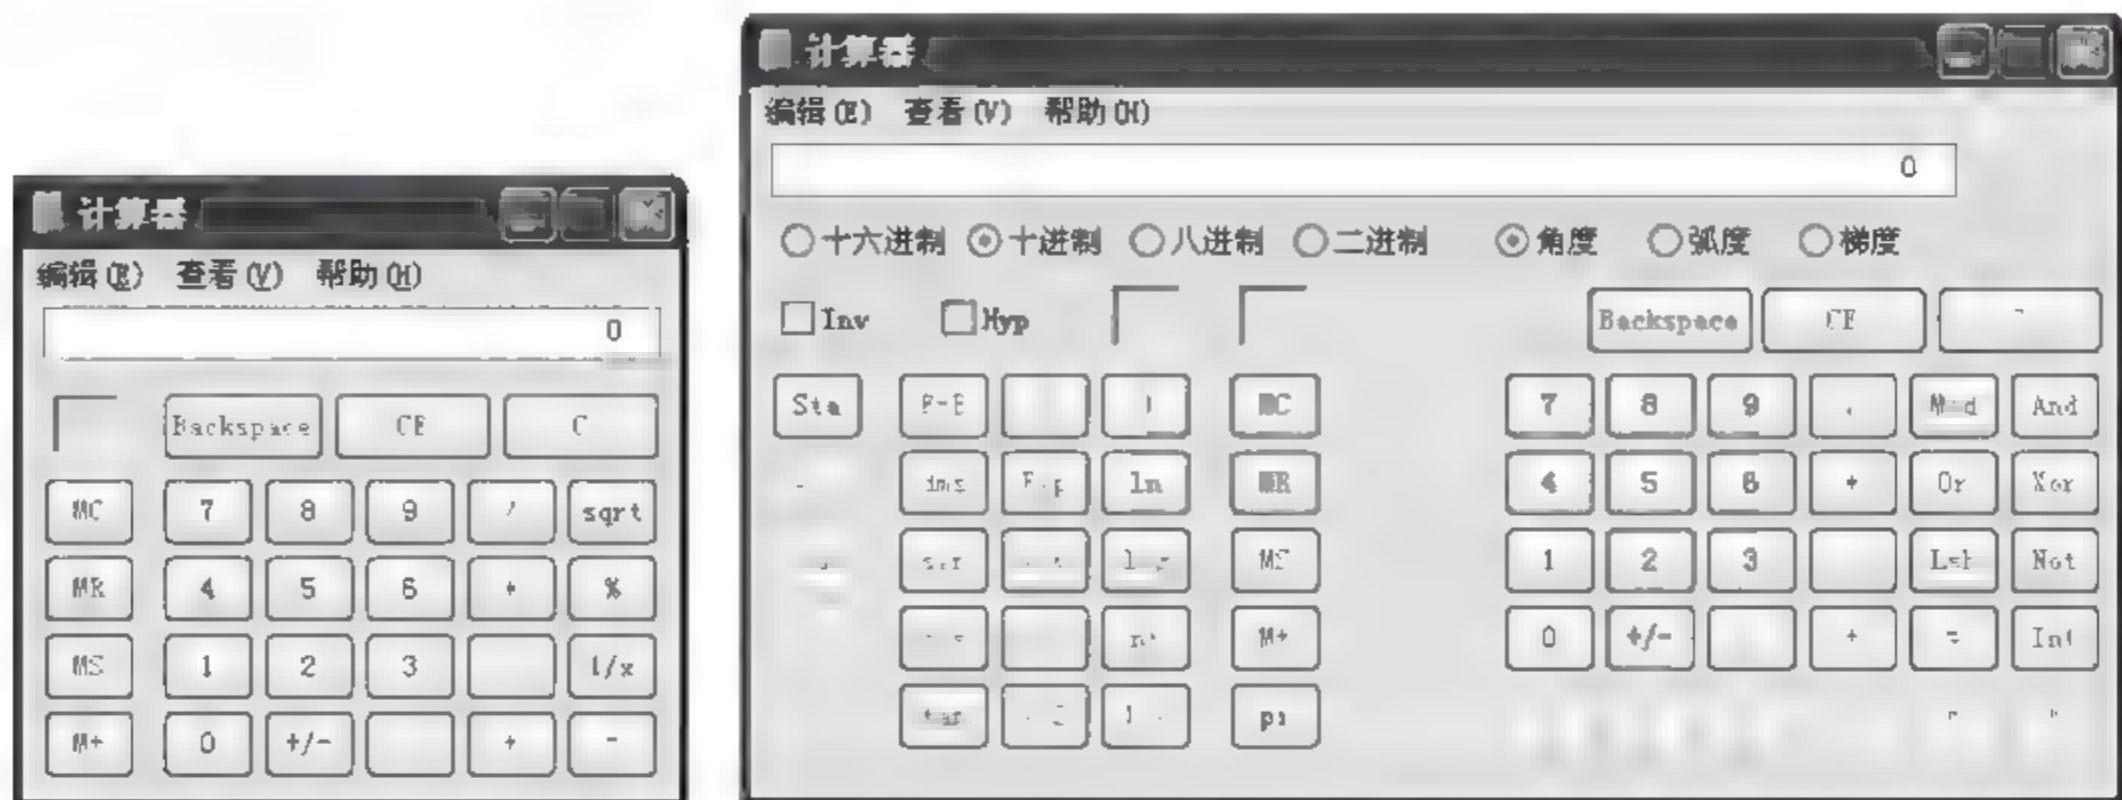 计算器
编辑(E) 查看(V) 帮助(H)
0
Backspace CE C
MC 7 8 9 / sqrt
MR 4 5 6 * %
MS 1 2 3 1/x
M+ 0 +/- +
计算器
编辑(E) 查看(V) 帮助(H)
0
十六进制 十进制 八进制 二进制 角度 弧度 梯度
Inv Hyp Backspace CE
Sta F-E ) MC 7 8 9 And
dms ln MR 4 5 6 * Or Xor
MS 1 2 3 Lsh Not
M+ 0 +/- + = Int
tan pi